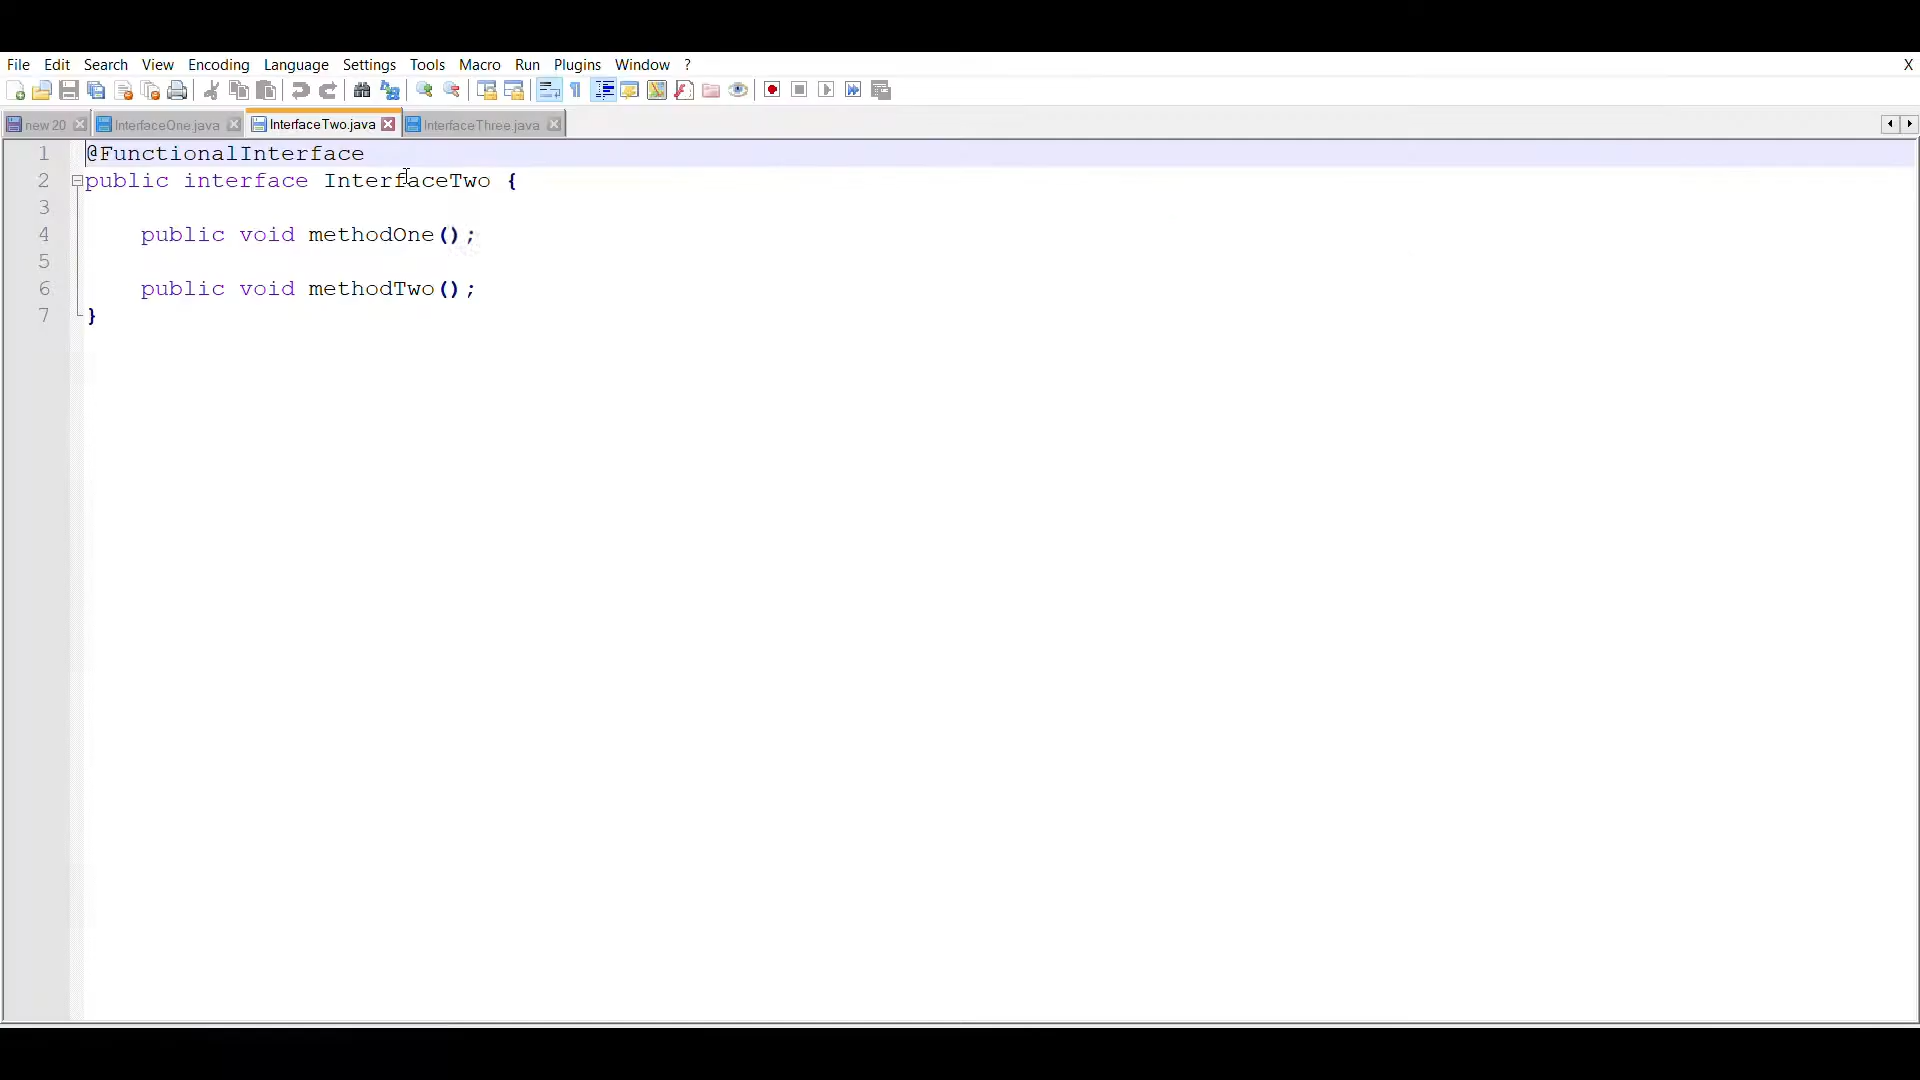 File Edit Search View Encoding Language Settings Tools Macro Run Plugins Window ? X
new 20 InterfaceOne.java InterfaceTwo.java InterfaceThree.java
1 @FunctionalInterface
2 public interface InterfaceTwo {
3
4 public void methodOne();
5
6 public void methodTwo();
7 }